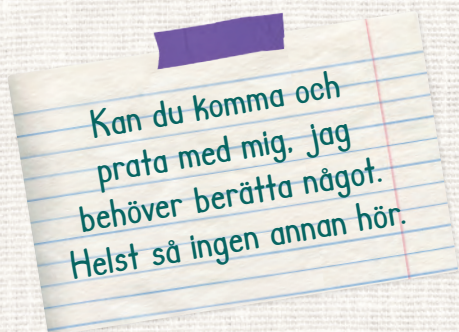 Kan du komma och
prata med mig, jag
behöver berätta något.
Helst så ingen annan hör.